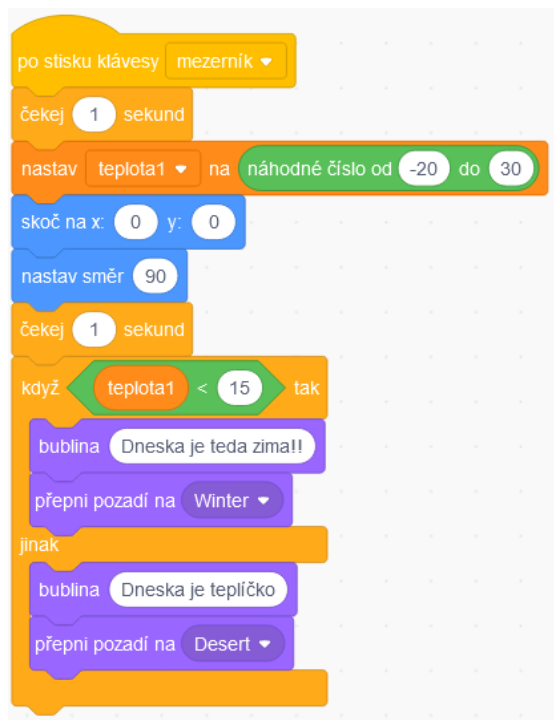 po stisku klávesy mezerník
čekej 1 sekund
nastav teplota1 na náhodné číslo od -20 do 30
skoč na x: 0 y: 0
nastav směr 90
čekej 1 sekund
když teplota1 < 15 tak
bublina Dneska je teda zima!!
přepni pozadí na Winter
jinak
bublina Dneska je teplíčko
přepni pozadí na Desert